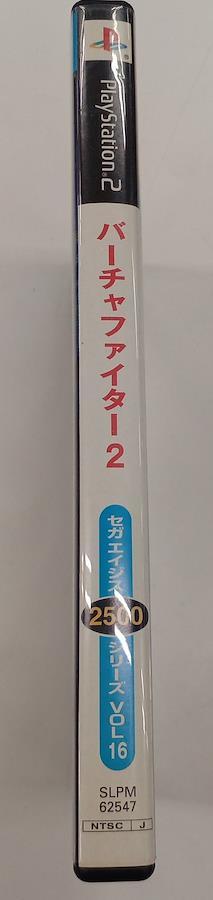 PlayStation.2
バーチャファイター2
セガエイジス
2500
シリーズ VOL.16
SLPM
62547
NTSC J